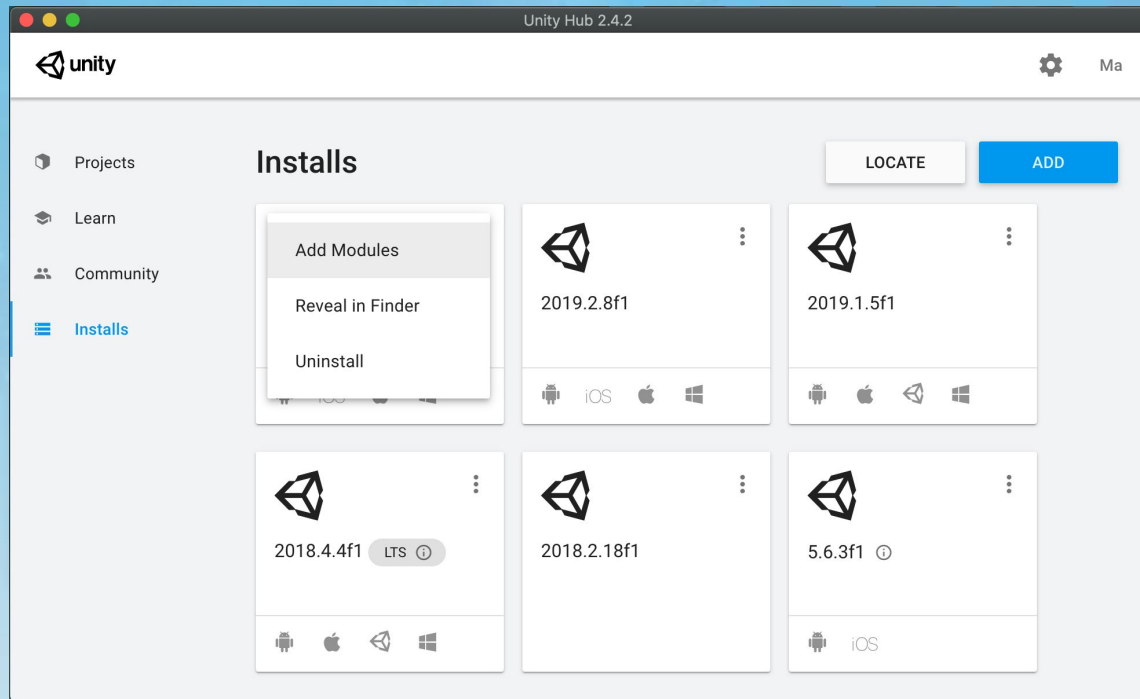 Unity Hub 2.4.2
unity
Ma
Projects
Learn
Community
Installs
Installs
LOCATE
ADD
Add Modules
Reveal in Finder
Uninstall
2019.2.8f1
iOS
2019.1.5f1
2018.4.4f1 LTS
2018.2.18f1
5.6.3f1
iOS